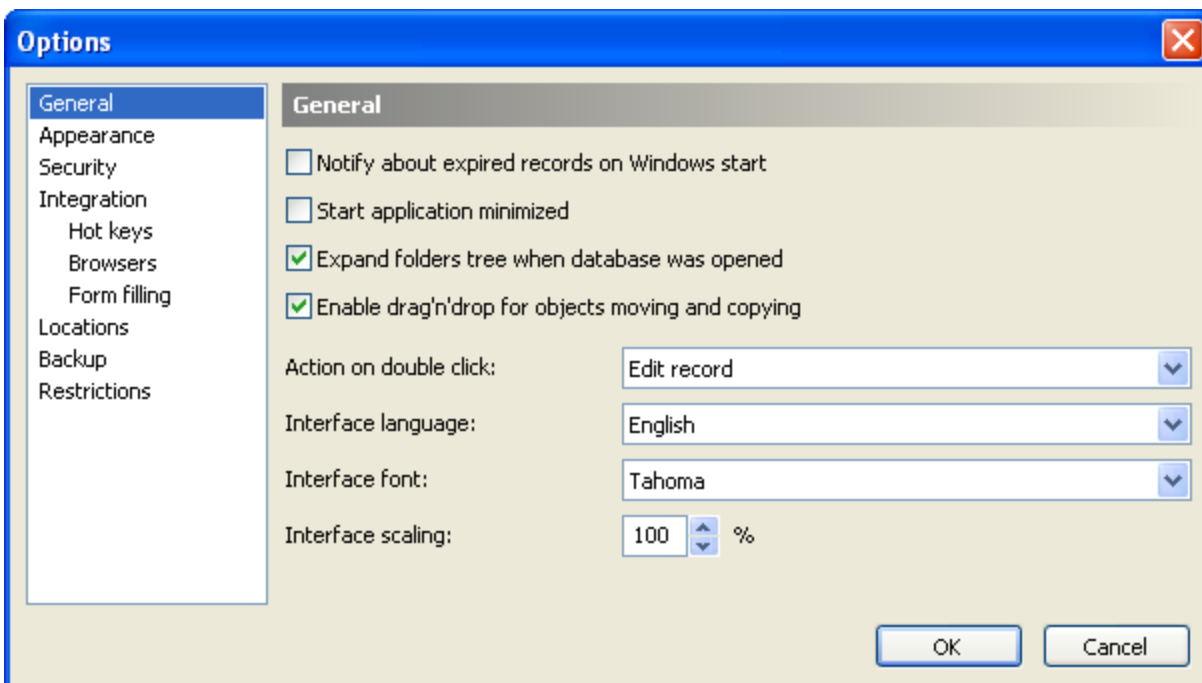 Options
General
Appearance
Security
Integration
Hot keys
Browsers
Form filling
Locations
Backup
Restrictions
General
Notify about expired records on Windows start
Start application minimized
Expand folders tree when database was opened
Enable drag'n'drop for objects moving and copying
Action on double click: Edit record
Interface language: English
Interface font: Tahoma
Interface scaling: 100 %
OK Cancel